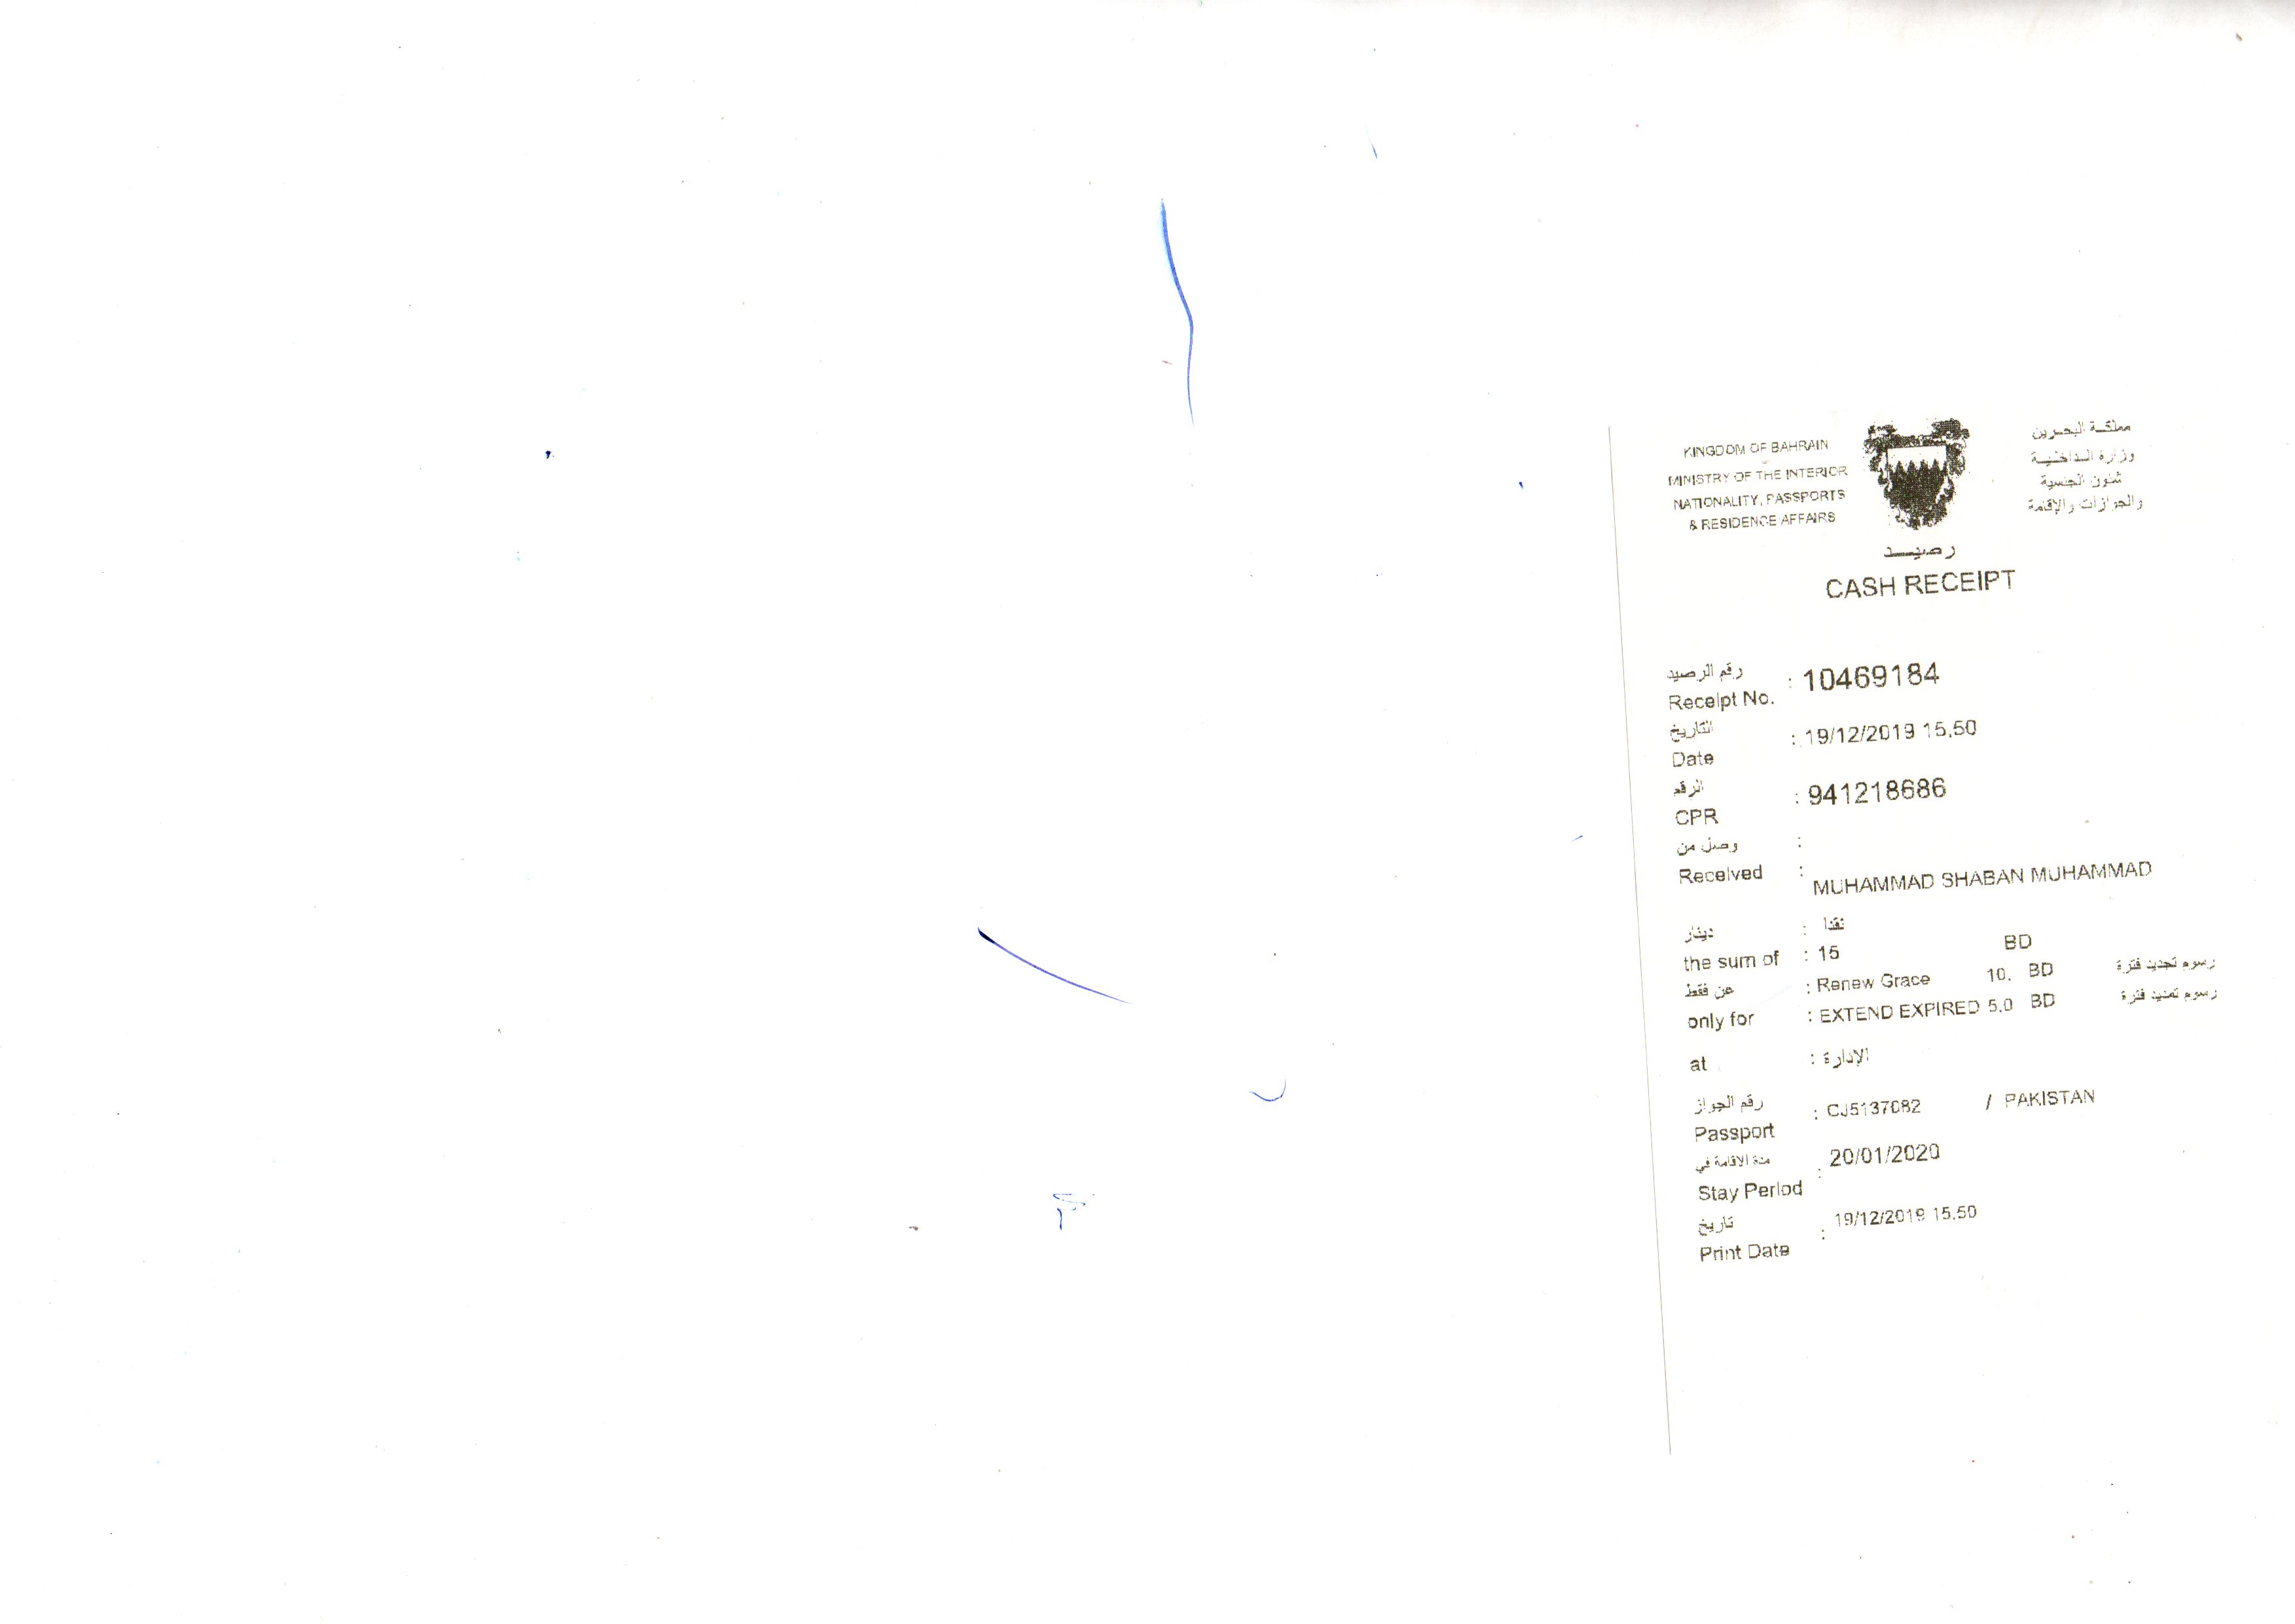 KINGDOM OF BAHRAIN
MINISTRY OF THE INTERIOR
NATIONALITY, PASSPORTS
& RESIDENCE AFFAIRS
مملكـة البحـرين
وزارة الـداخليـة
شئون الجنسية
والجوازات والإقامة
رصيــد
CASH RECEIPT
رقم الرصيد
Receipt No. : 10469184
التاريخ
Date : 19/12/2019 15.50
الرقم
CPR : 941218686
وصل من :
Received : MUHAMMAD SHABAN MUHAMMAD
دينار : نقدا
the sum of : 15 BD
عن فقط : Renew Grace 10. BD رسوم تجديد فترة
only for : EXTEND EXPIRED 5.0 BD رسوم تمديد فترة
at : الإدارة
رقم الجواز
Passport : CJ5137082 / PAKISTAN
مدة الاقامة في
Stay Period : 20/01/2020
تاريخ
Print Date : 19/12/2019 15.50